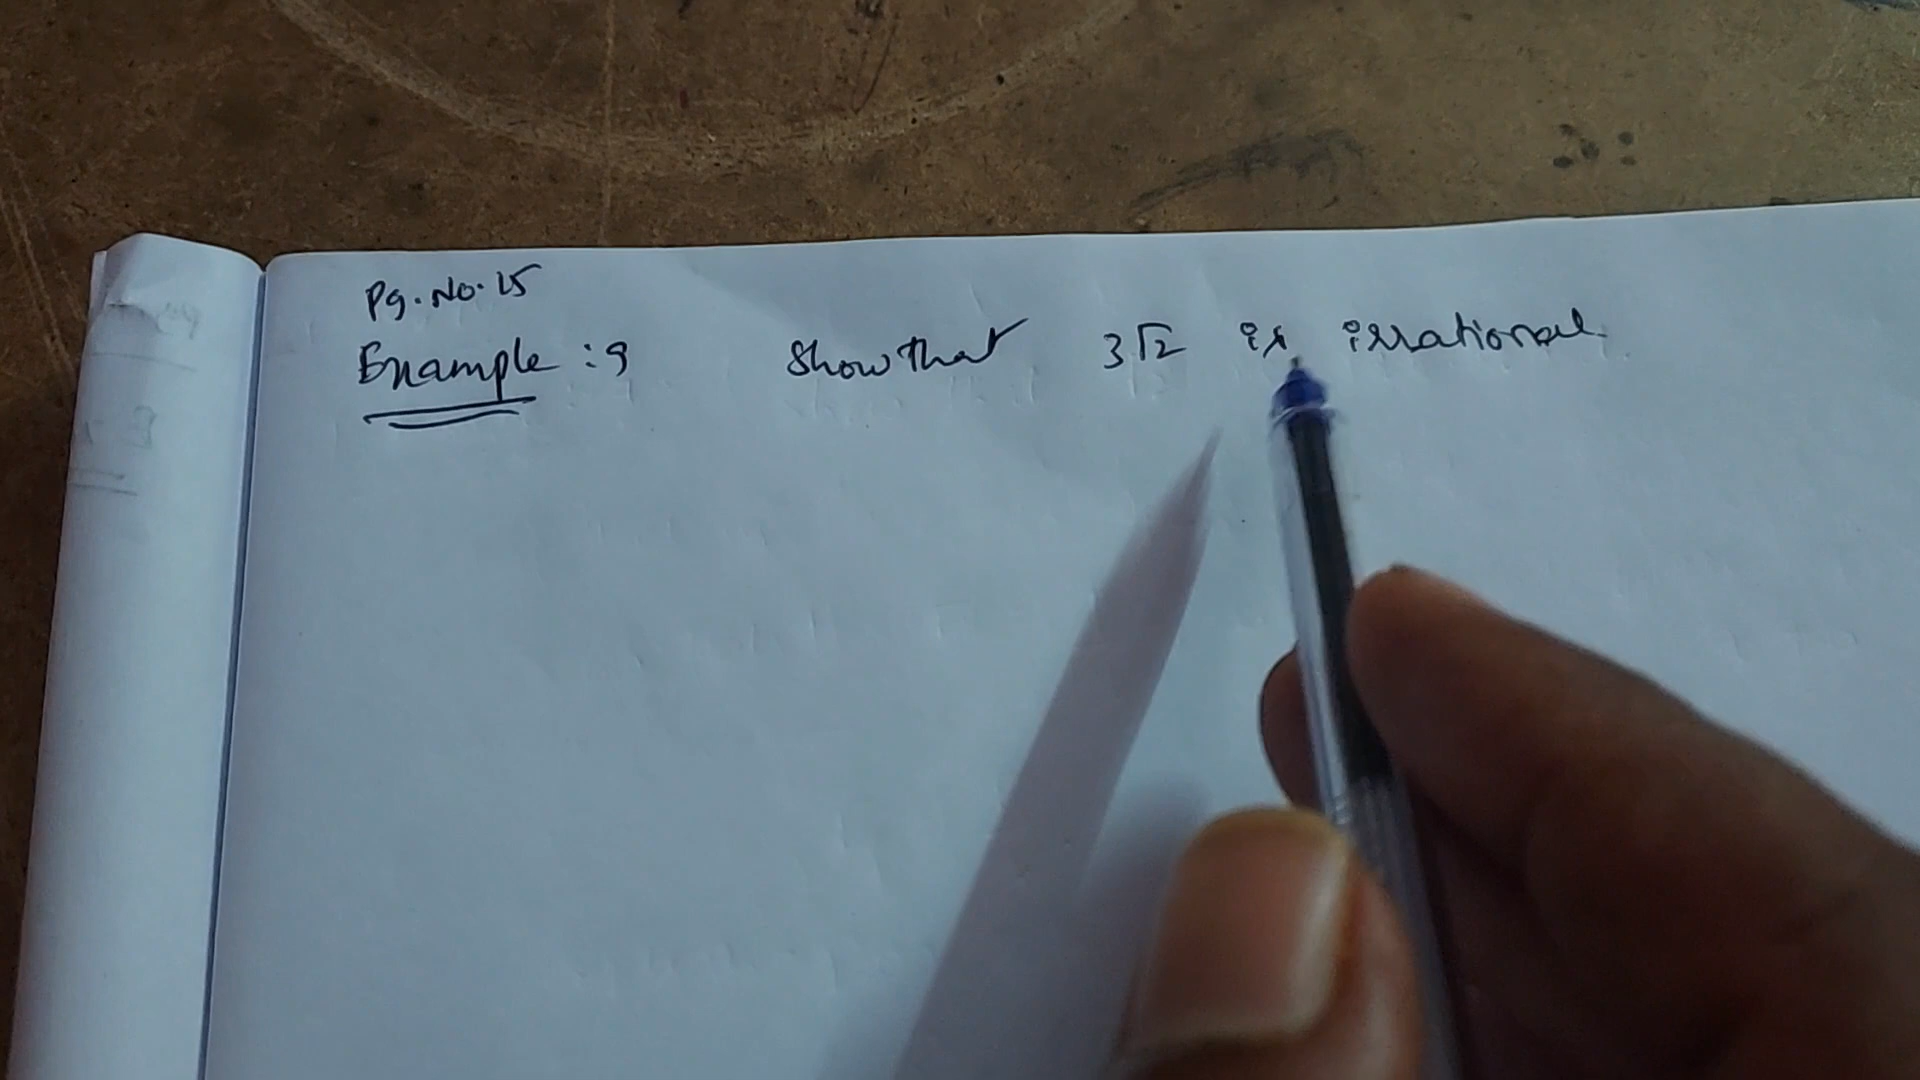 Pg. No. 15
Example : 9 Show that 3√2 is irrational